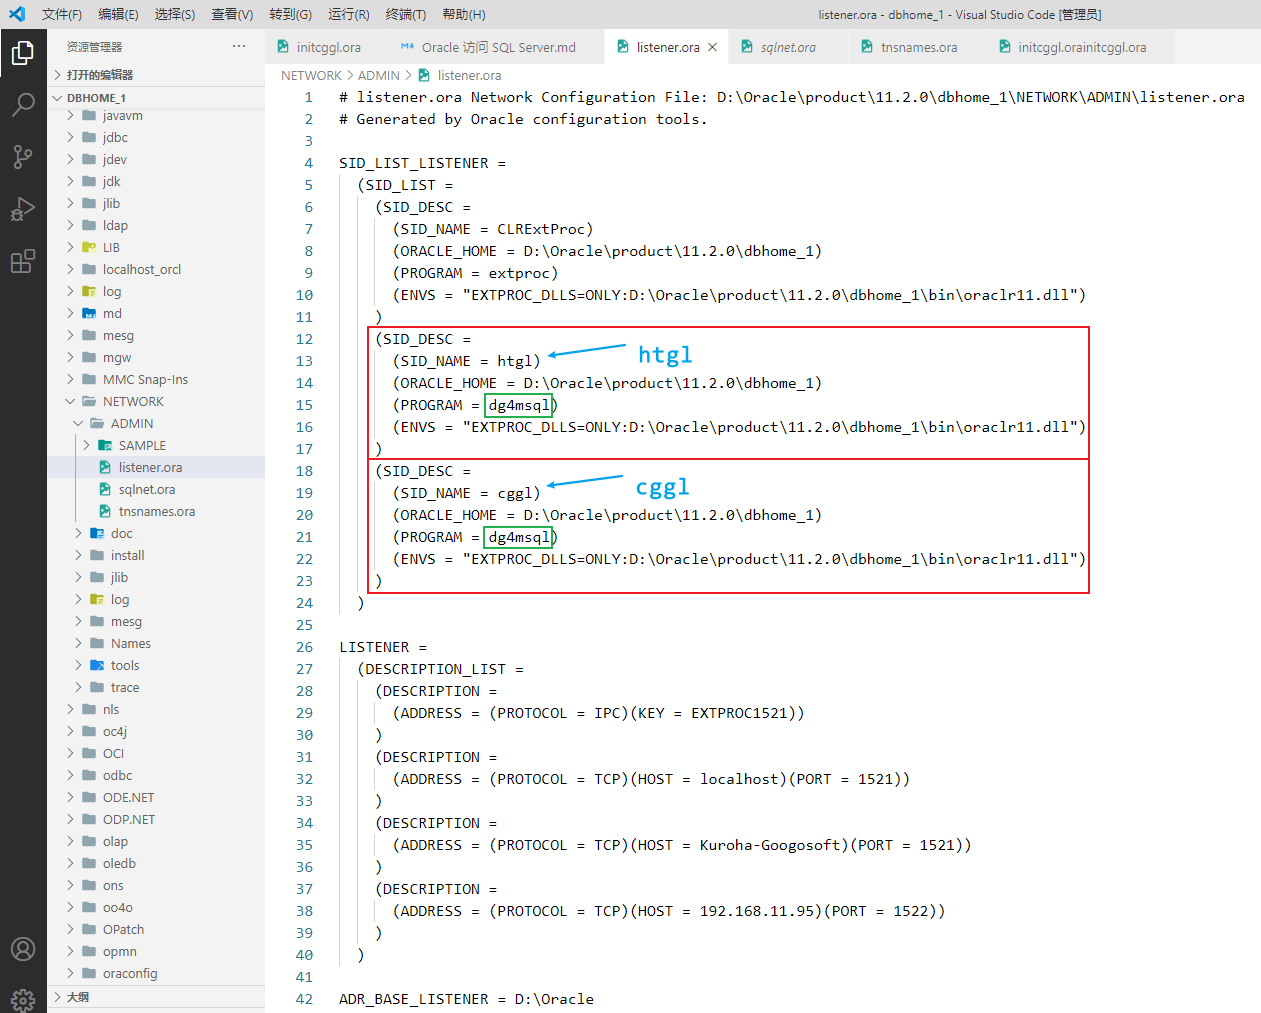 文件(F) 编辑(E) 选择(S) 查看(V) 转到(G) 运行(R) 终端(T) 帮助(H) listener.ora - dbhome_1 - Visual Studio Code [管理员]
资源管理器 ···
打开的编辑器
DBHOME_1
javavm
jdbc
jdev
jdk
jlib
ldap
LIB
localhost_orcl
log
md
mesg
mgw
MMC Snap-Ins
NETWORK
ADMIN
SAMPLE
listener.ora
sqlnet.ora
tnsnames.ora
doc
install
jlib
log
mesg
Names
tools
trace
nls
oc4j
OCI
odbc
ODE.NET
ODP.NET
olap
oledb
ons
oo4o
OPatch
opmn
oraconfig
大纲
initcggl.ora Oracle 访问 SQL Server.md listener.ora sqlnet.ora tnsnames.ora initcggl.orainitcggl.ora
NETWORK > ADMIN > listener.ora
1 # listener.ora Network Configuration File: D:\Oracle\product\11.2.0\dbhome_1\NETWORK\ADMIN\listener.ora
2 # Generated by Oracle configuration tools.
3
4 SID_LIST_LISTENER =
5 (SID_LIST =
6 (SID_DESC =
7 (SID_NAME = CLRExtProc)
8 (ORACLE_HOME = D:\Oracle\product\11.2.0\dbhome_1)
9 (PROGRAM = extproc)
10 (ENVS = "EXTPROC_DLLS=ONLY:D:\Oracle\product\11.2.0\dbhome_1\bin\oraclr11.dll")
11 )
12 (SID_DESC =
13 (SID_NAME = htgl) htgl
14 (ORACLE_HOME = D:\Oracle\product\11.2.0\dbhome_1)
15 (PROGRAM = dg4msql)
16 (ENVS = "EXTPROC_DLLS=ONLY:D:\Oracle\product\11.2.0\dbhome_1\bin\oraclr11.dll")
17 )
18 (SID_DESC =
19 (SID_NAME = cggl) cggl
20 (ORACLE_HOME = D:\Oracle\product\11.2.0\dbhome_1)
21 (PROGRAM = dg4msql)
22 (ENVS = "EXTPROC_DLLS=ONLY:D:\Oracle\product\11.2.0\dbhome_1\bin\oraclr11.dll")
23 )
24 )
25
26 LISTENER =
27 (DESCRIPTION_LIST =
28 (DESCRIPTION =
29 (ADDRESS = (PROTOCOL = IPC)(KEY = EXTPROC1521))
30 )
31 (DESCRIPTION =
32 (ADDRESS = (PROTOCOL = TCP)(HOST = localhost)(PORT = 1521))
33 )
34 (DESCRIPTION =
35 (ADDRESS = (PROTOCOL = TCP)(HOST = Kuroha-Googosoft)(PORT = 1521))
36 )
37 (DESCRIPTION =
38 (ADDRESS = (PROTOCOL = TCP)(HOST = 192.168.11.95)(PORT = 1522))
39 )
40 )
41
42 ADR_BASE_LISTENER = D:\Oracle